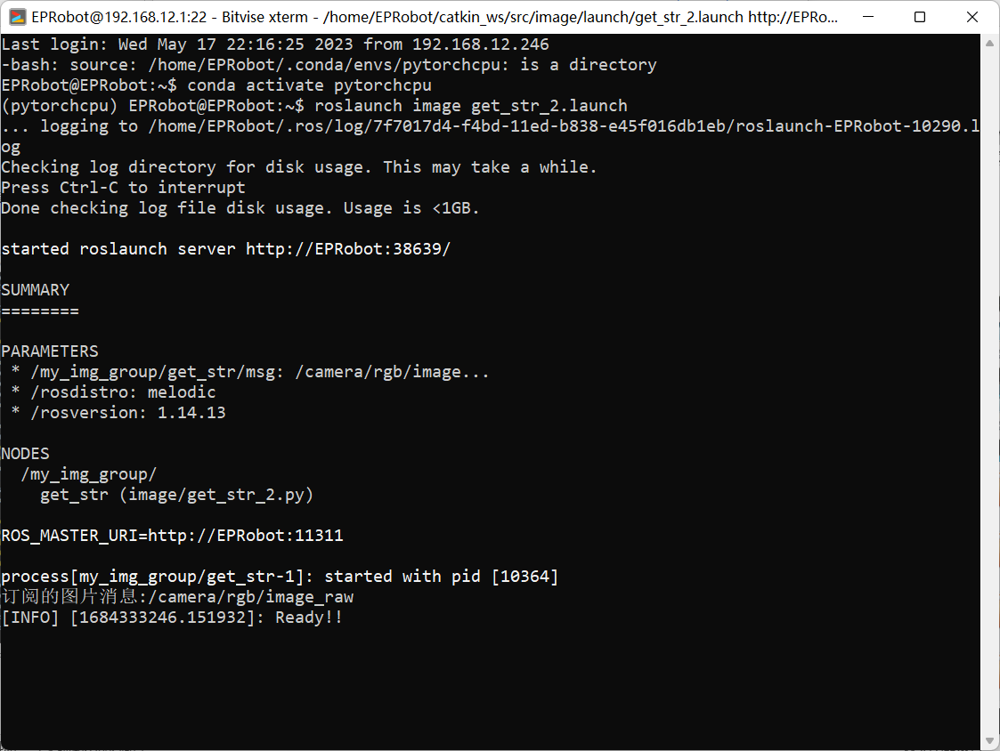 EPRobot@192.168.12.1:22 - Bitvise xterm - /home/EPRobot/catkin_ws/src/image/launch/get_str_2.launch http://EPRo...
Last login: Wed May 17 22:16:25 2023 from 192.168.12.246
-bash: source: /home/EPRobot/.conda/envs/pytorchcpu: is a directory
EPRobot@EPRobot:~$ conda activate pytorchcpu
(pytorchcpu) EPRobot@EPRobot:~$ roslaunch image get_str_2.launch
... logging to /home/EPRobot/.ros/log/7f7017d4-f4bd-11ed-b838-e45f016db1eb/roslaunch-EPRobot-10290.l
og
Checking log directory for disk usage. This may take a while.
Press Ctrl-C to interrupt
Done checking log file disk usage. Usage is <1GB.
started roslaunch server http://EPRobot:38639/
SUMMARY
========
PARAMETERS
 * /my_img_group/get_str/msg: /camera/rgb/image...
 * /rosdistro: melodic
 * /rosversion: 1.14.13
NODES
  /my_img_group/
    get_str (image/get_str_2.py)
ROS_MASTER_URI=http://EPRobot:11311
process[my_img_group/get_str-1]: started with pid [10364]
订阅的图片消息:/camera/rgb/image_raw
[INFO] [1684333246.151932]: Ready!!